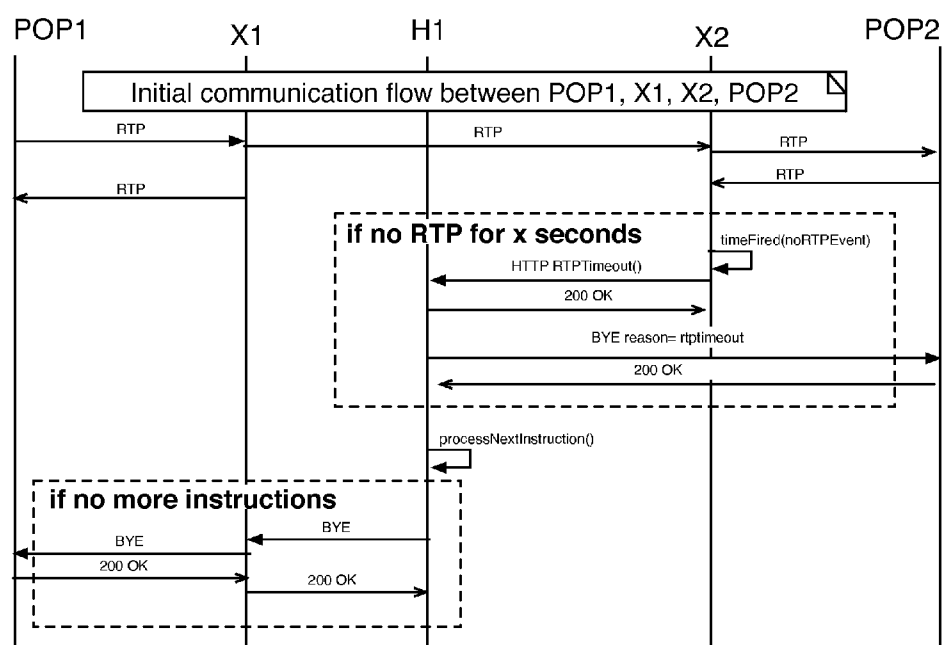 POP1
X1
H1
X2
POP2
Initial communication flow between POP1, X1, X2, POP2
RTP
RTP
RTP
RTP
RTP
if no RTP for x seconds
timeFired(noRTPEvent)
HTTP RTPTimeout()
200 OK
BYE reason= rtptimeout
200 OK
processNextInstruction()
if no more instructions
BYE
BYE
200 OK
200 OK